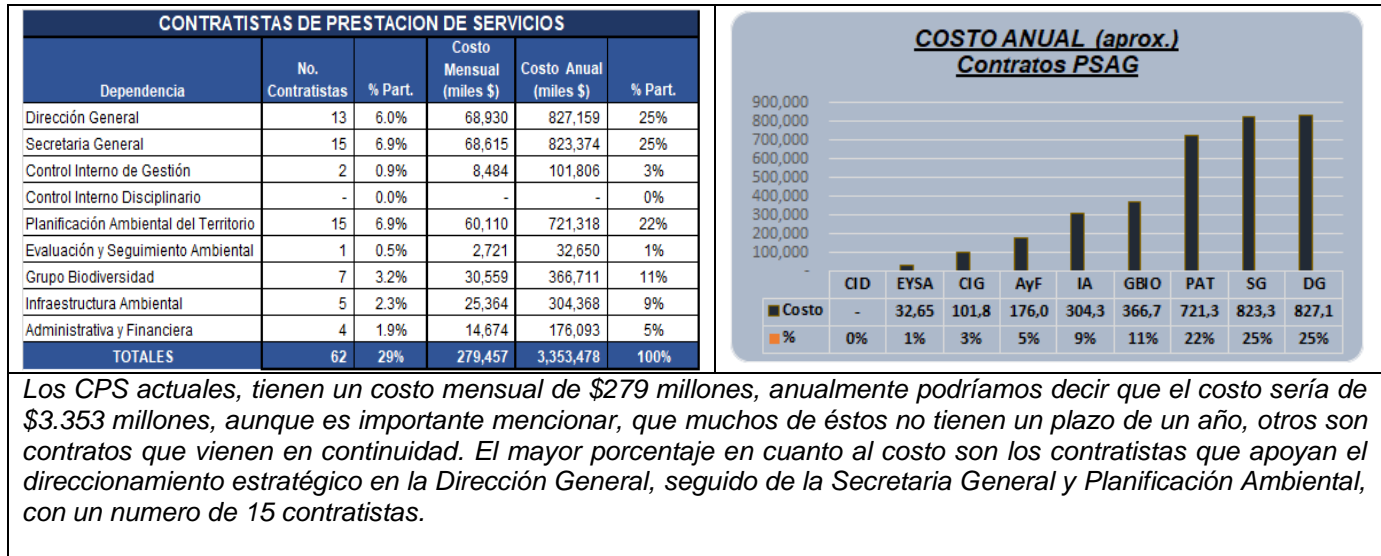 CONTRATISTAS DE PRESTACION DE SERVICIOS
Dependencia No. Contratistas % Part. Costo Mensual (miles $) Costo Anual (miles $) % Part.
Dirección General 13 6.0% 68,930 827,159 25%
Secretaria General 15 6.9% 68,615 823,374 25%
Control Interno de Gestión 2 0.9% 8,484 101,806 3%
Control Interno Disciplinario - 0.0% - - 0%
Planificación Ambiental del Territorio 15 6.9% 60,110 721,318 22%
Evaluación y Seguimiento Ambiental 1 0.5% 2,721 32,650 1%
Grupo Biodiversidad 7 3.2% 30,559 366,711 11%
Infraestructura Ambiental 5 2.3% 25,364 304,368 9%
Administrativa y Financiera 4 1.9% 14,674 176,093 5%
TOTALES 62 29% 279,457 3,353,478 100%
COSTO ANUAL (aprox.)
Contratos PSAG
900,000
800,000
700,000
600,000
500,000
400,000
300,000
200,000
100,000
-
CID EYSA CIG AyF IA GBIO PAT SG DG
Costo - 32,65 101,8 176,0 304,3 366,7 721,3 823,3 827,1
% 0% 1% 3% 5% 9% 11% 22% 25% 25%
Los CPS actuales, tienen un costo mensual de $279 millones, anualmente podríamos decir que el costo sería de
$3.353 millones, aunque es importante mencionar, que muchos de éstos no tienen un plazo de un año, otros son
contratos que vienen en continuidad. El mayor porcentaje en cuanto al costo son los contratistas que apoyan el
direccionamiento estratégico en la Dirección General, seguido de la Secretaria General y Planificación Ambiental,
con un numero de 15 contratistas.